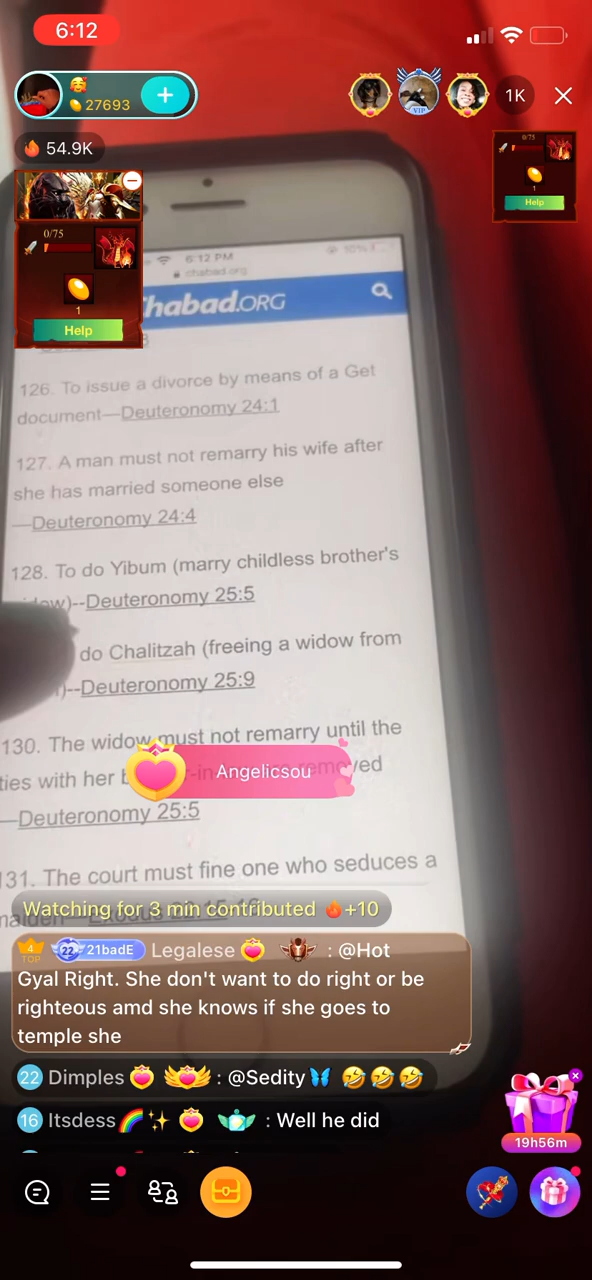 6:12
27693
1K
VIP
54.9K
0/75
1
Help
0/75
1
Help
6:12 PM
chabad.org
habad.ORG
126. To issue a divorce by means of a Get
document—Deuteronomy 24:1
127. A man must not remarry his wife after
she has married someone else
—Deuteronomy 24:4
128. To do Yibum (marry childless brother's
--Deuteronomy 25:5
do Chalitzah (freeing a widow from
--Deuteronomy 25:9
130. The widow must not remarry until the
ties with her
Angelicsou
—Deuteronomy 25:5
131. The court must fine one who seduces a
Watching for 3 min contributed 🔥+10
4
TOP
22 21badE Legalese : @Hot
Gyal Right. She don't want to do right or be
righteous amd she knows if she goes to
temple she
22 Dimples : @Sedity🦋 🤣🤣🤣
16 Itsdess🌈✨ : Well he did
19h56m